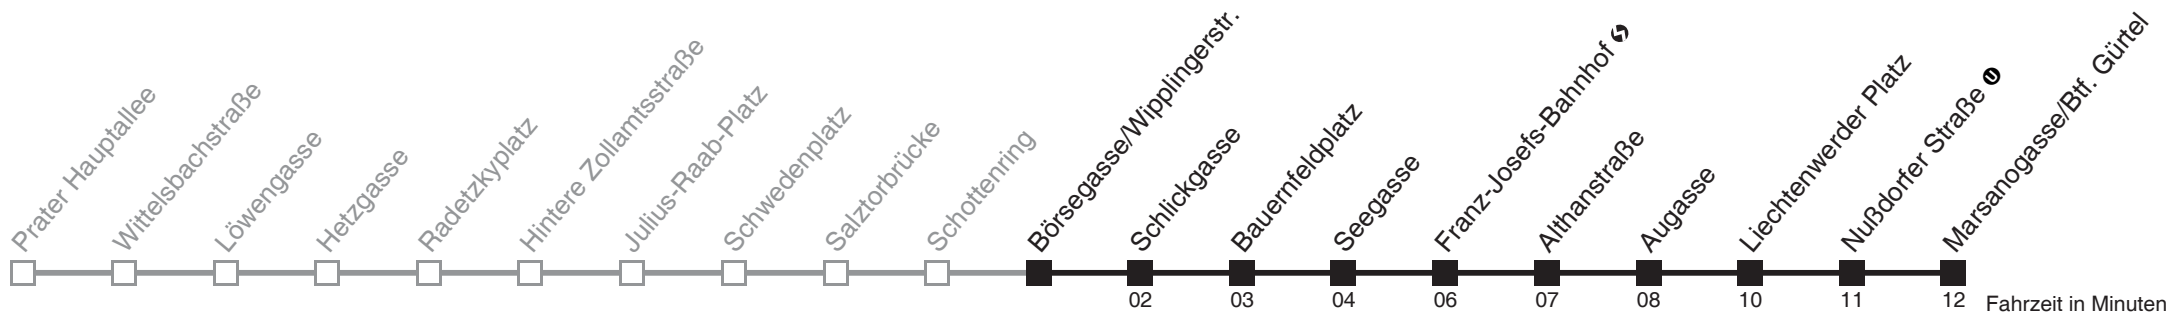 Prater Hauptallee
Wittelsbachstraße
Löwengasse
Hetzgasse
Radetzkyplatz
Hintere Zollamtsstraße
Julius-Raab-Platz
Schwedenplatz
Salztorbrücke
Schottenring
Börsegasse/Wipplingerstr.
Schlickgasse
Bauernfeldplatz
Seegasse
Franz-Josefs-Bahnhof S
Althanstraße
Augasse
Liechtenwerder Platz
Nußdorfer Straße U
Marsanogasse/Btf. Gürtel
02 03 04 06 07 08 10 11 12 Fahrzeit in Minuten